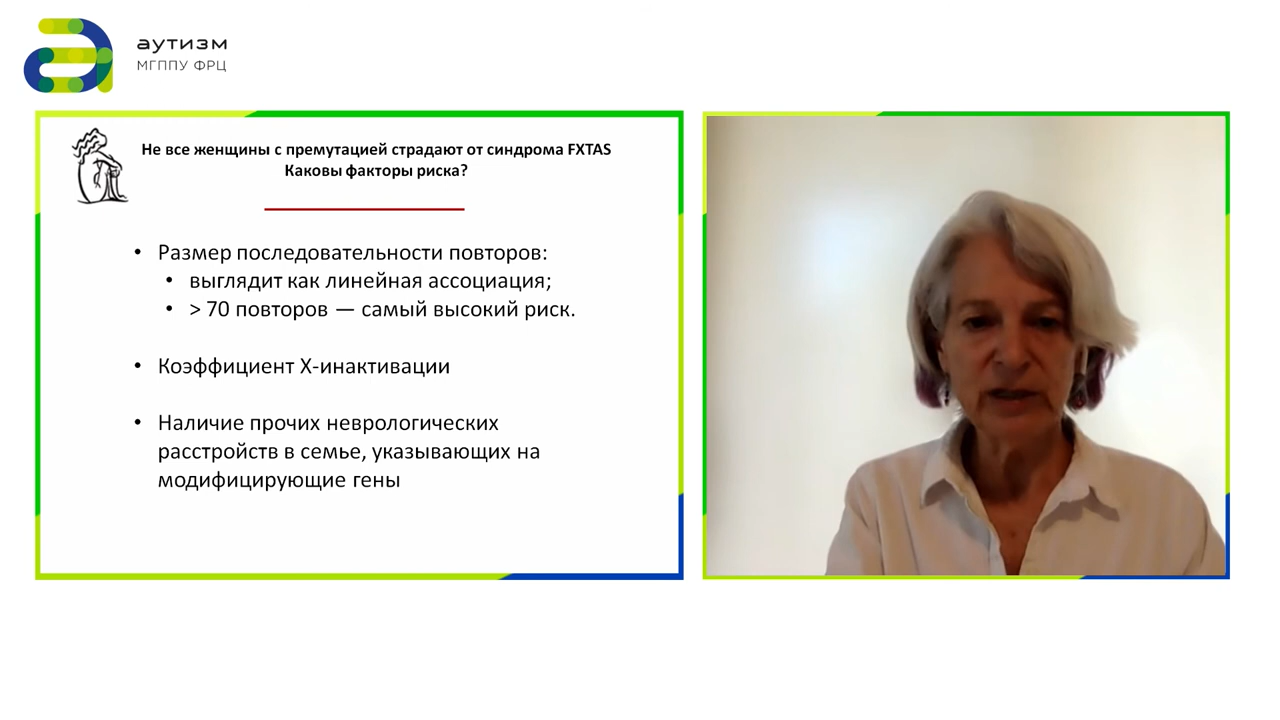 аутизм
МГППУ ФРЦ
Не все женщины с премутацией страдают от синдрома FXTAS
Каковы факторы риска?
• Размер последовательности повторов:
• выглядит как линейная ассоциация;
• > 70 повторов — самый высокий риск.
• Коэффициент Х-инактивации
• Наличие прочих неврологических
расстройств в семье, указывающих на
модифицирующие гены